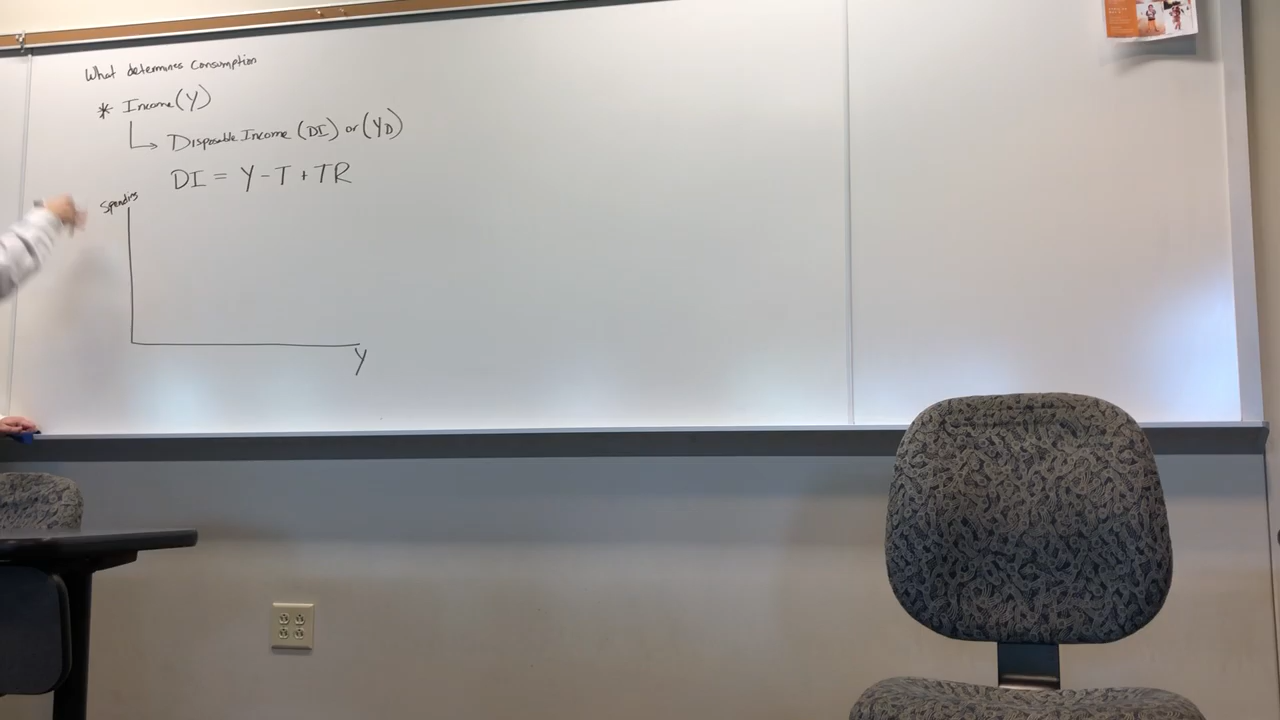 What determines Consumption
* Income (Y)
Disposable Income (DI) or (YD)
DI = Y - T + TR
Spending
Y